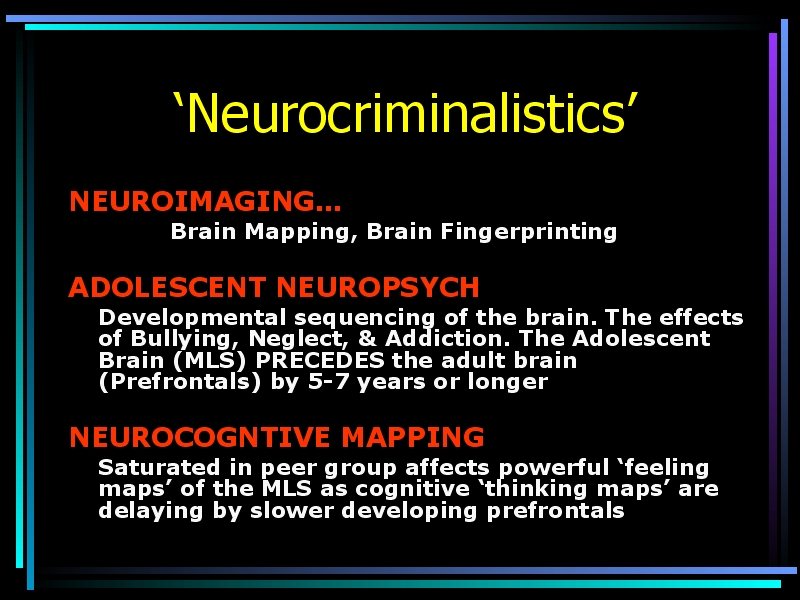 ‘Neurocriminalistics’
NEUROIMAGING...
Brain Mapping, Brain Fingerprinting
ADOLESCENT NEUROPSYCH
Developmental sequencing of the brain. The effects
of Bullying, Neglect, & Addiction. The Adolescent
Brain (MLS) PRECEDES the adult brain
(Prefrontals) by 5-7 years or longer
NEUROCOGNTIVE MAPPING
Saturated in peer group affects powerful ‘feeling
maps’ of the MLS as cognitive ‘thinking maps’ are
delaying by slower developing prefrontals